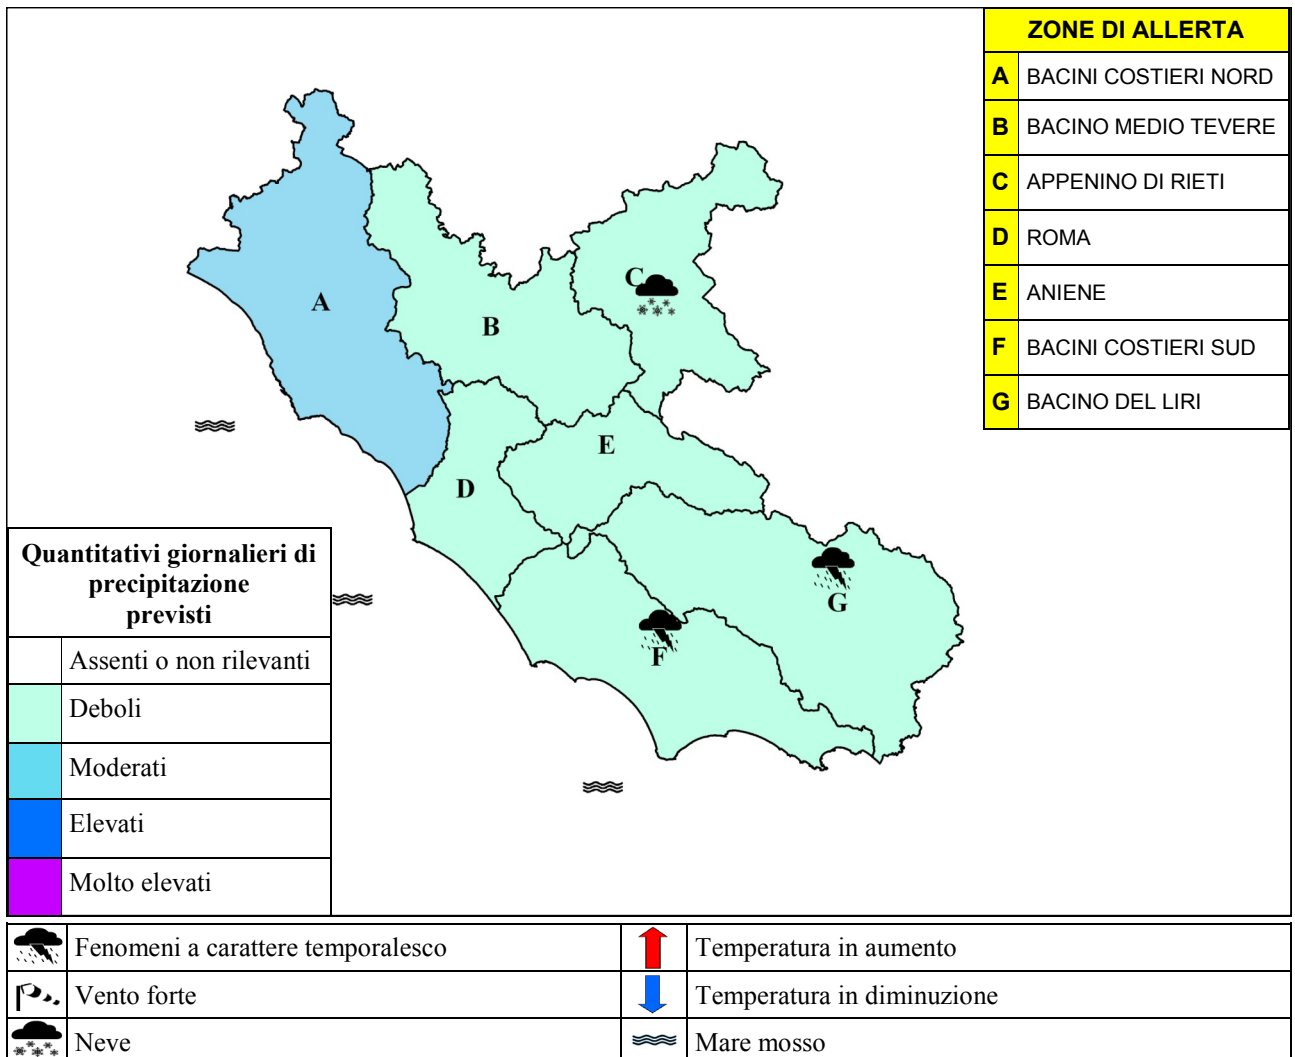 ZONE DI ALLERTA
A BACINI COSTIERI NORD
B BACINO MEDIO TEVERE
C APPENINO DI RIETI
D ROMA
E ANIENE
F BACINI COSTIERI SUD
G BACINO DEL LIRI
C
A
B
E
D
G
F
Quantitativi giornalieri di
precipitazione
previsti
Assenti o non rilevanti
Deboli
Moderati
Elevati
Molto elevati
Fenomeni a carattere temporalesco
Temperatura in aumento
Vento forte
Temperatura in diminuzione
Neve
Mare mosso